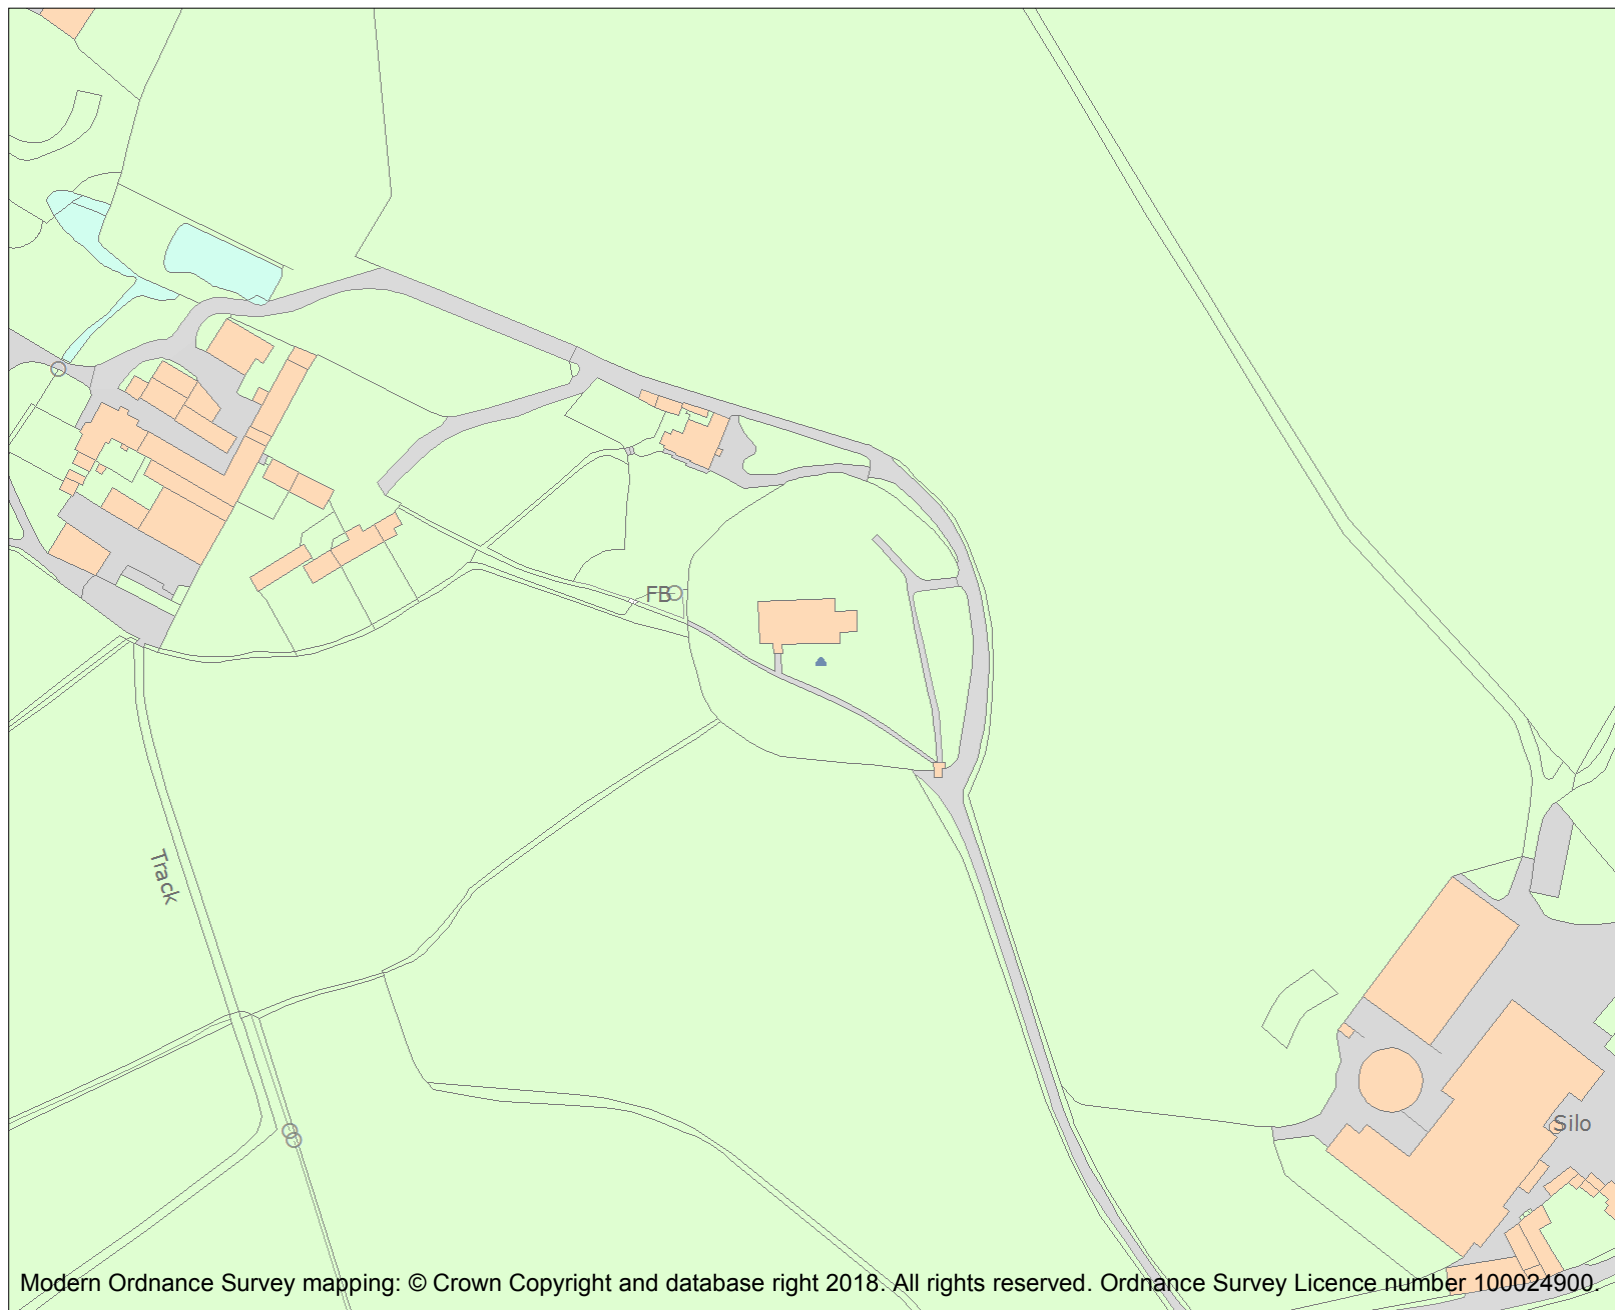 FB
Track
Silo
Modern Ordnance Survey mapping: © Crown Copyright and database right 2018. All rights reserved. Ordnance Survey Licence number 100024900.